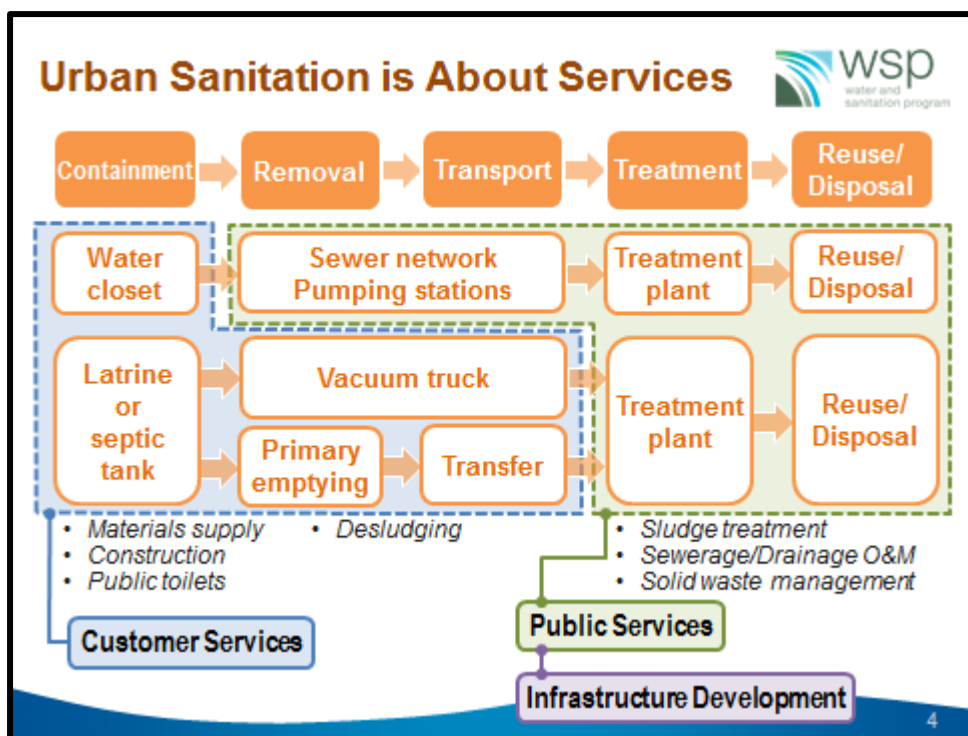 Urban Sanitation is About Services
wsp
water and
sanitation program
Containment
Removal
Transport
Treatment
Reuse/
Disposal
Water
closet
Sewer network
Pumping stations
Treatment
plant
Reuse/
Disposal
Latrine
or
septic
tank
Vacuum truck
Primary
emptying
Transfer
Treatment
plant
Reuse/
Disposal
• Materials supply
• Construction
• Public toilets
• Desludging
• Sludge treatment
• Sewerage/Drainage O&M
• Solid waste management
Customer Services
Public Services
Infrastructure Development
4